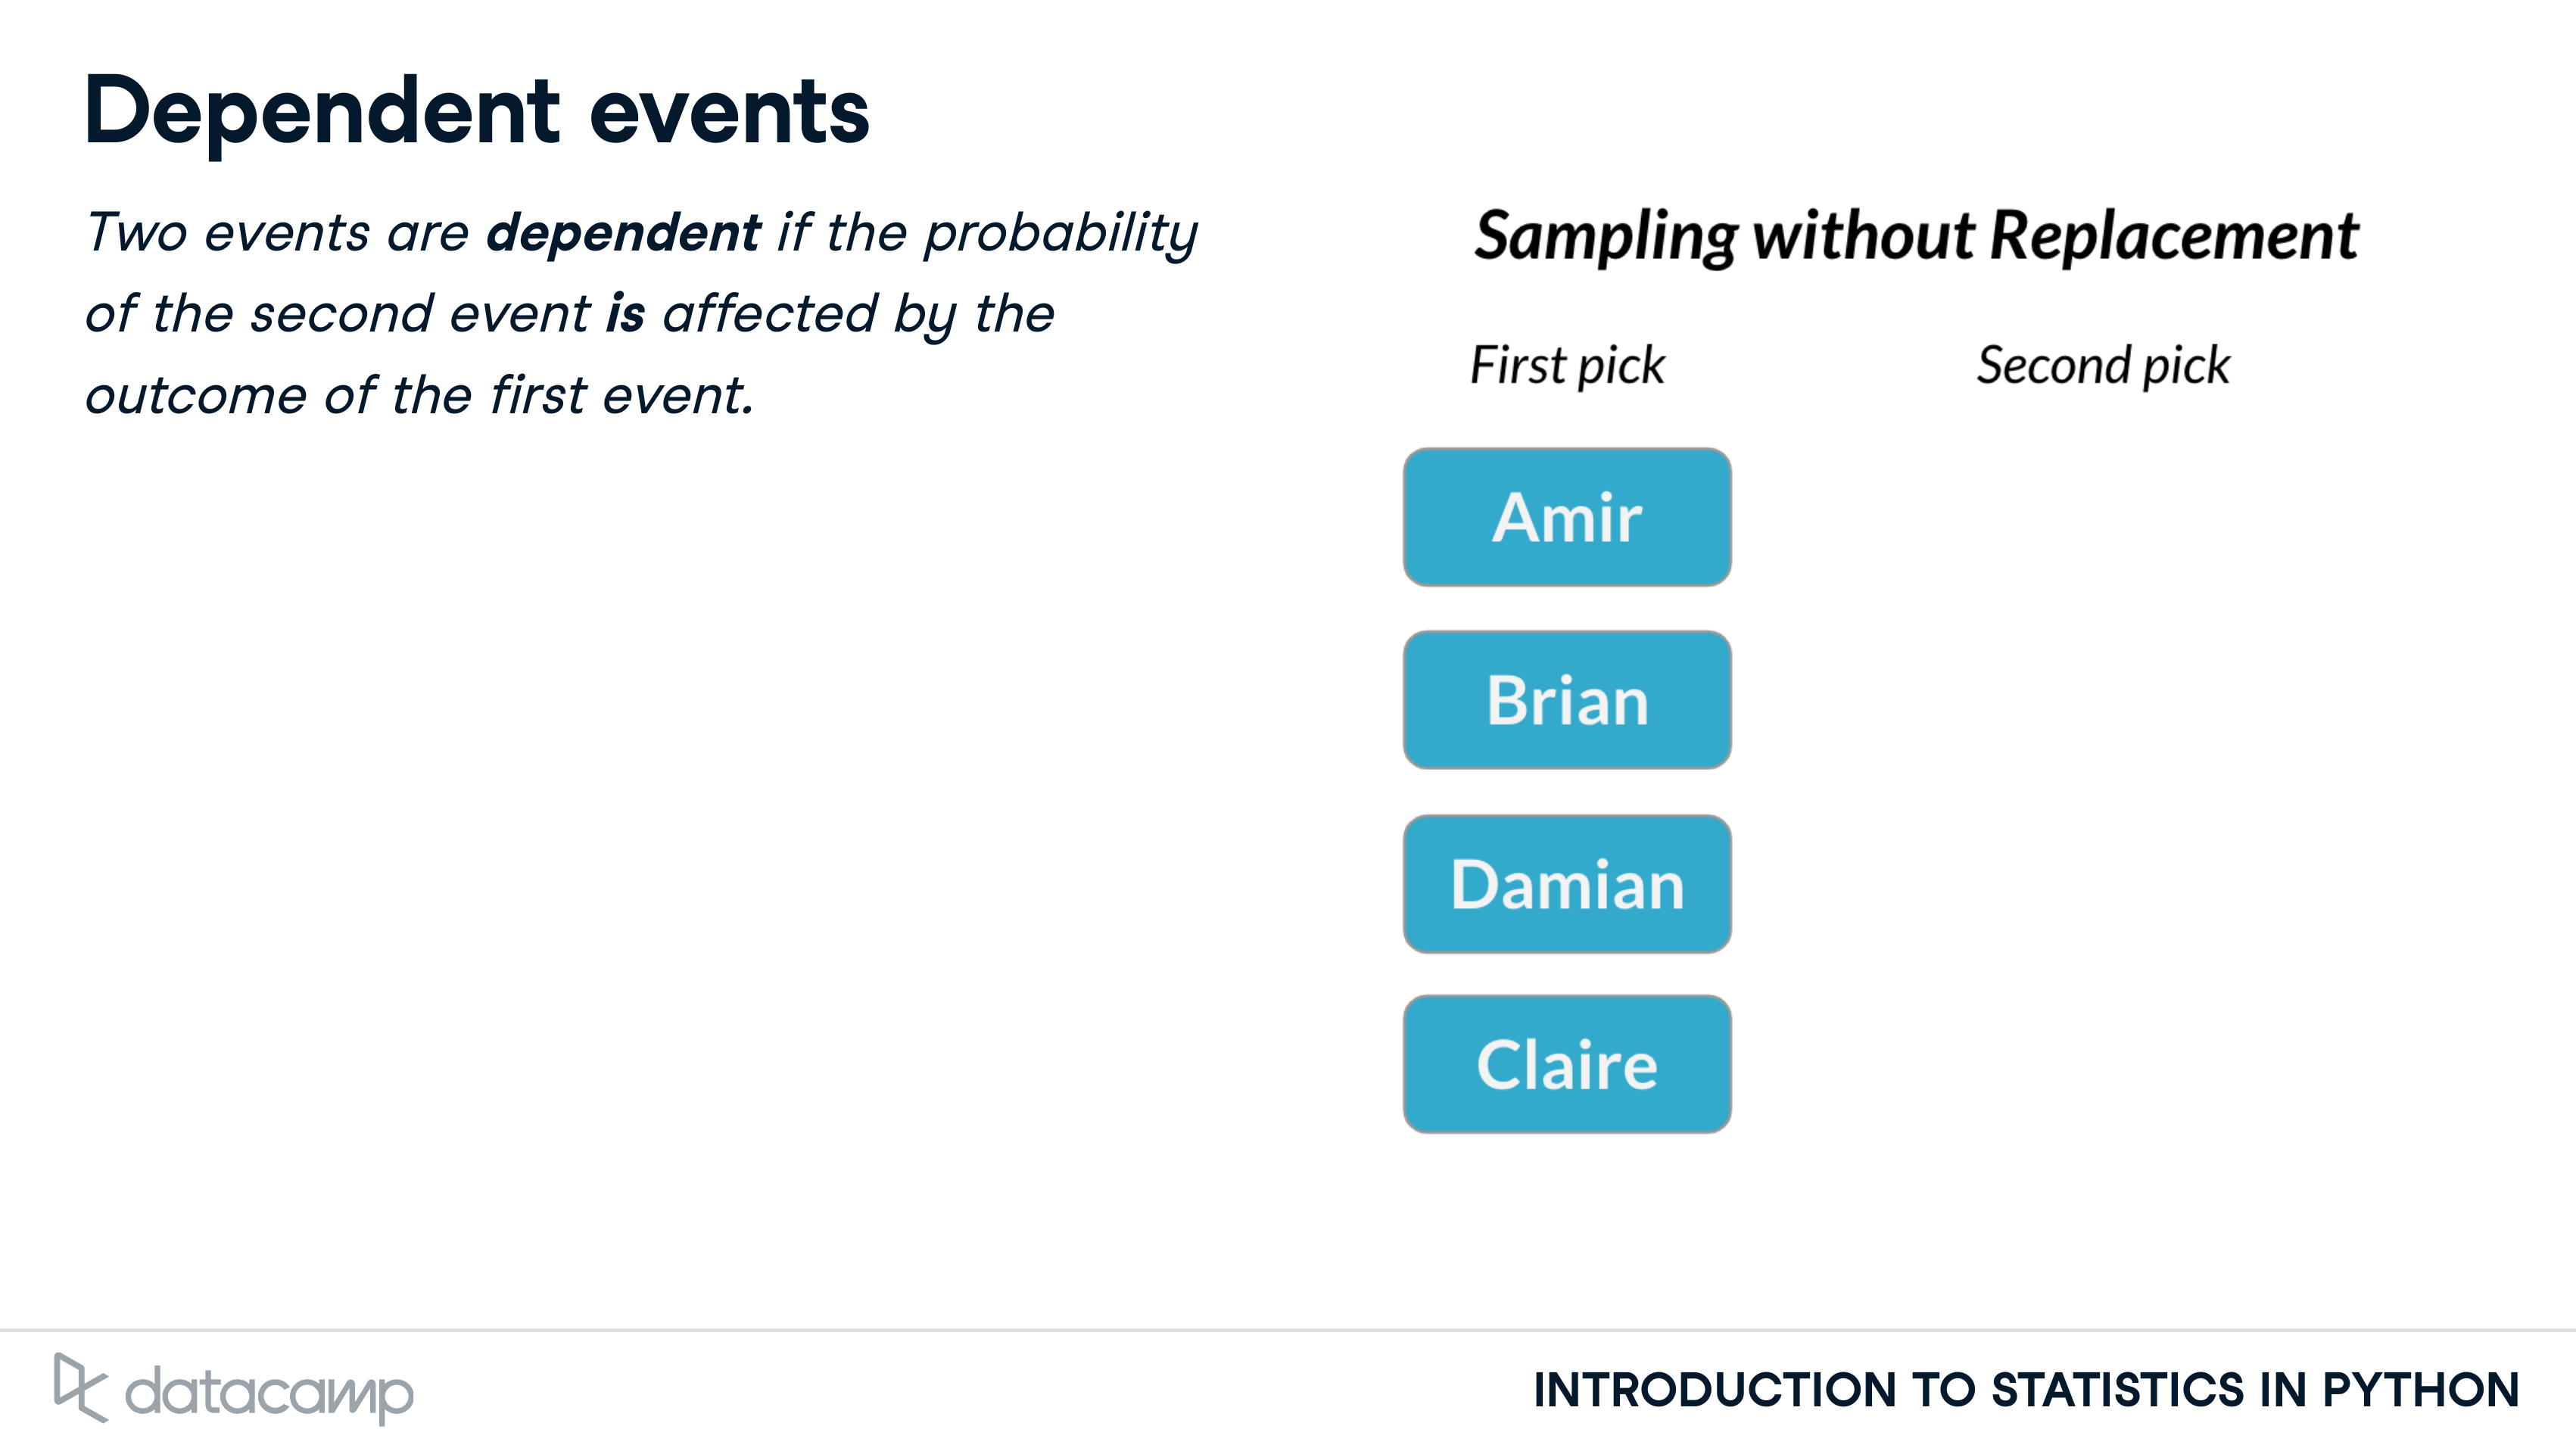 Dependent events
Two events are dependent if the probability
of the second event is affected by the
outcome of the first event.
Sampling without Replacement
First pick
Second pick
Amir
Brian
Damian
Claire
datacamp
INTRODUCTION TO STATISTICS IN PYTHON